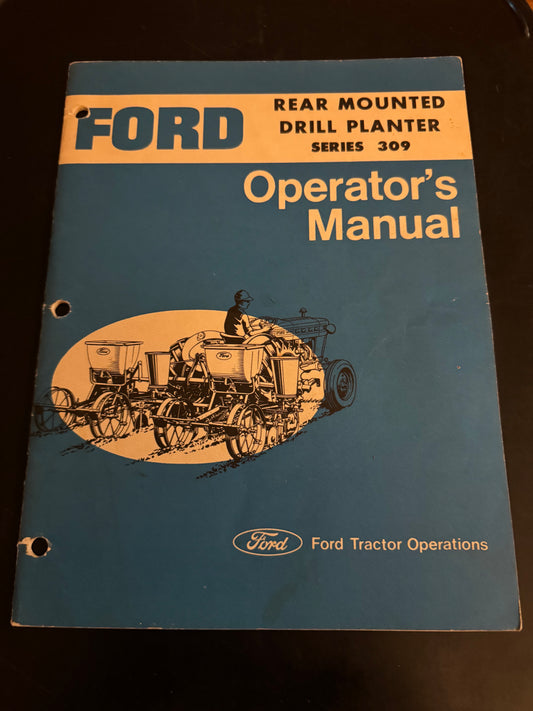 FORD
REAR MOUNTED
DRILL PLANTER
SERIES 309
Operator's
Manual
Ford
Ford
Ford Tractor Operations